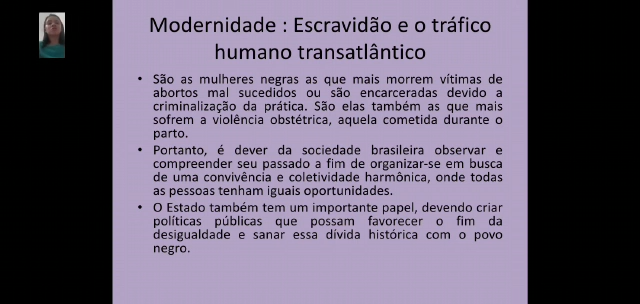 Modernidade : Escravidão e o tráfico
humano transatlântico
• São as mulheres negras as que mais morrem vítimas de
abortos mal sucedidos ou são encarceradas devido a
criminalização da prática. São elas também as que mais
sofrem a violência obstétrica, aquela cometida durante o
parto.
• Portanto, é dever da sociedade brasileira observar e
compreender seu passado a fim de organizar-se em busca
de uma convivência e coletividade harmônica, onde todas
as pessoas tenham iguais oportunidades.
• O Estado também tem um importante papel, devendo criar
políticas públicas que possam favorecer o fim da
desigualdade e sanar essa dívida histórica com o povo
negro.